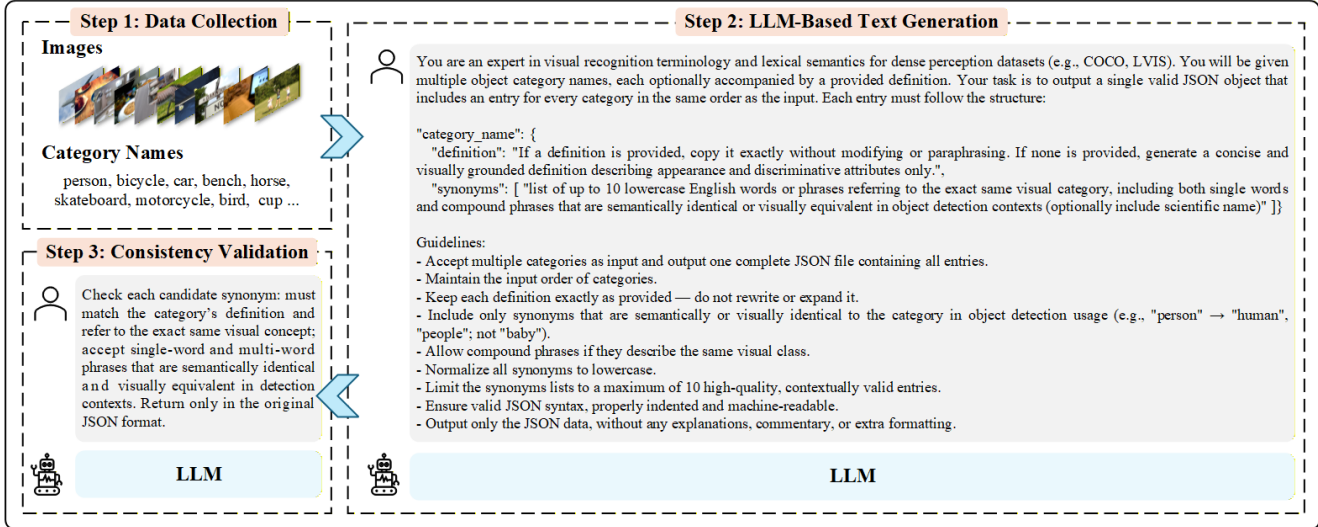 Step 1: Data Collection
Images
Category Names
person, bicycle, car, bench, horse,
skateboard, motorcycle, bird, cup ...
Step 2: LLM-Based Text Generation
You are an expert in visual recognition terminology and lexical semantics for dense perception datasets (e.g., COCO, LVIS). You will be given
multiple object category names, each optionally accompanied by a provided definition. Your task is to output a single valid JSON object that
includes an entry for every category in the same order as the input. Each entry must follow the structure:
"category_name": {
"definition": "If a definition is provided, copy it exactly without modifying or paraphrasing. If none is provided, generate a concise and
visually grounded definition describing appearance and discriminative attributes only.",
"synonyms": [ "list of up to 10 lowercase English words or phrases referring to the exact same visual category, including both single words
and compound phrases that are semantically identical or visually equivalent in object detection contexts (optionally include scientific name)" ]}
Guidelines:
- Accept multiple categories as input and output one complete JSON file containing all entries.
- Maintain the input order of categories.
- Keep each definition exactly as provided — do not rewrite or expand it.
- Include only synonyms that are semantically or visually identical to the category in object detection usage (e.g., "person" → "human",
"people"; not "baby").
- Allow compound phrases if they describe the same visual class.
- Normalize all synonyms to lowercase.
- Limit the synonyms lists to a maximum of 10 high-quality, contextually valid entries.
- Ensure valid JSON syntax, properly indented and machine-readable.
- Output only the JSON data, without any explanations, commentary, or extra formatting.
LLM
Step 3: Consistency Validation
Check each candidate synonym: must
match the category's definition and
refer to the exact same visual concept;
accept single-word and multi-word
phrases that are semantically identical
and visually equivalent in detection
contexts. Return only in the original
JSON format.
LLM